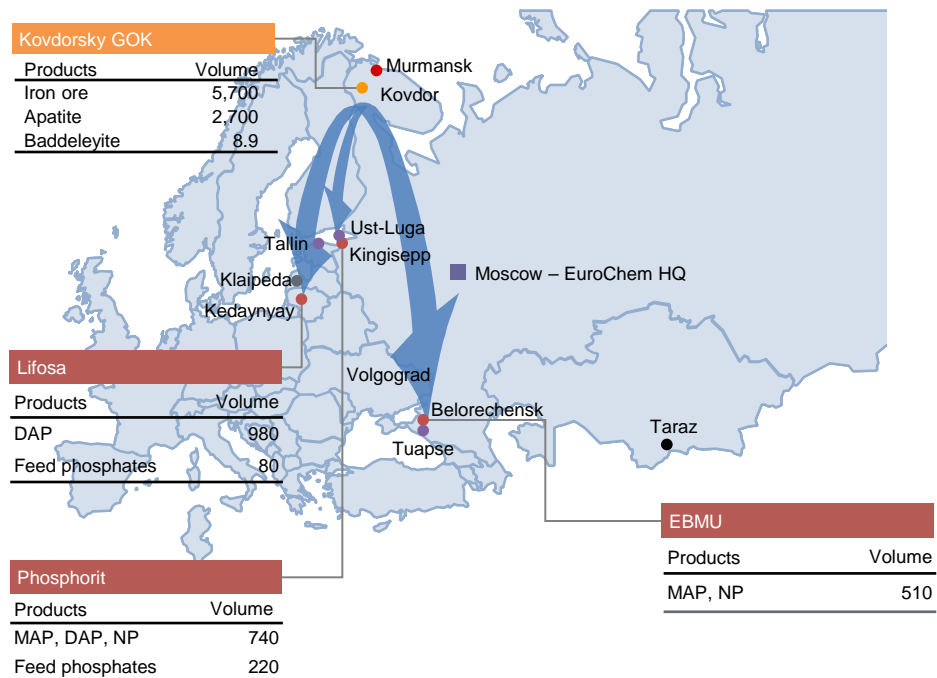 Kovdorsky GOK
Products Volume
Iron ore 5,700
Apatite 2,700
Baddeleyite 8.9
Murmansk
Kovdor
Ust-Luga
Tallin
Kingisepp
Moscow – EuroChem HQ
Klaipeda
Kedaynyay
Lifosa
Products Volume
DAP 980
Feed phosphates 80
Volgograd
Belorechensk
Tuapse
Taraz
EBMU
Products Volume
MAP, NP 510
Phosphorit
Products Volume
MAP, DAP, NP 740
Feed phosphates 220